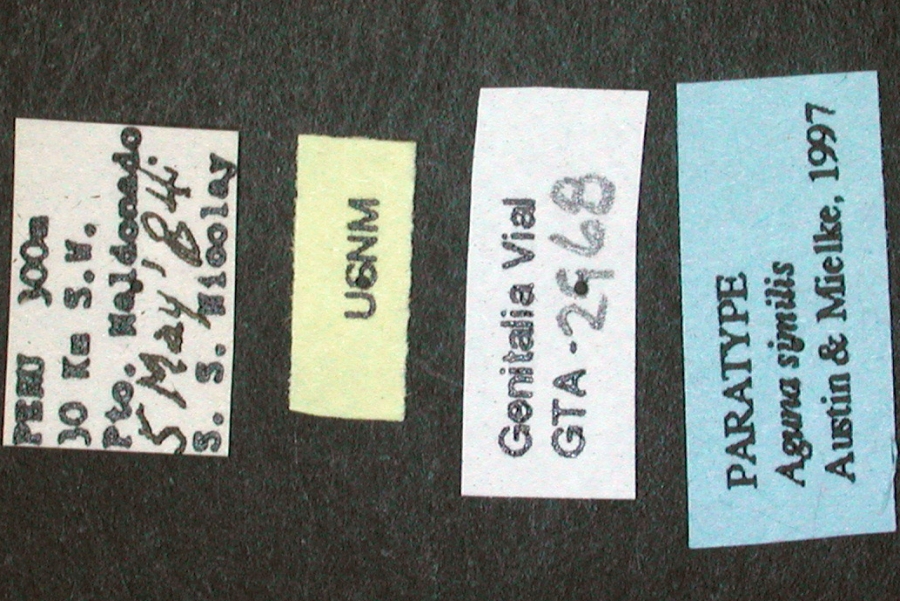 PERU 300m
30 Km S.W.
Pto. Maldonado
5 May '84
S. S. Nicolay
USNM
Genitalia Vial
GTA - 2968
PARATYPE
Aguna similis
Austin & Mielke, 1997